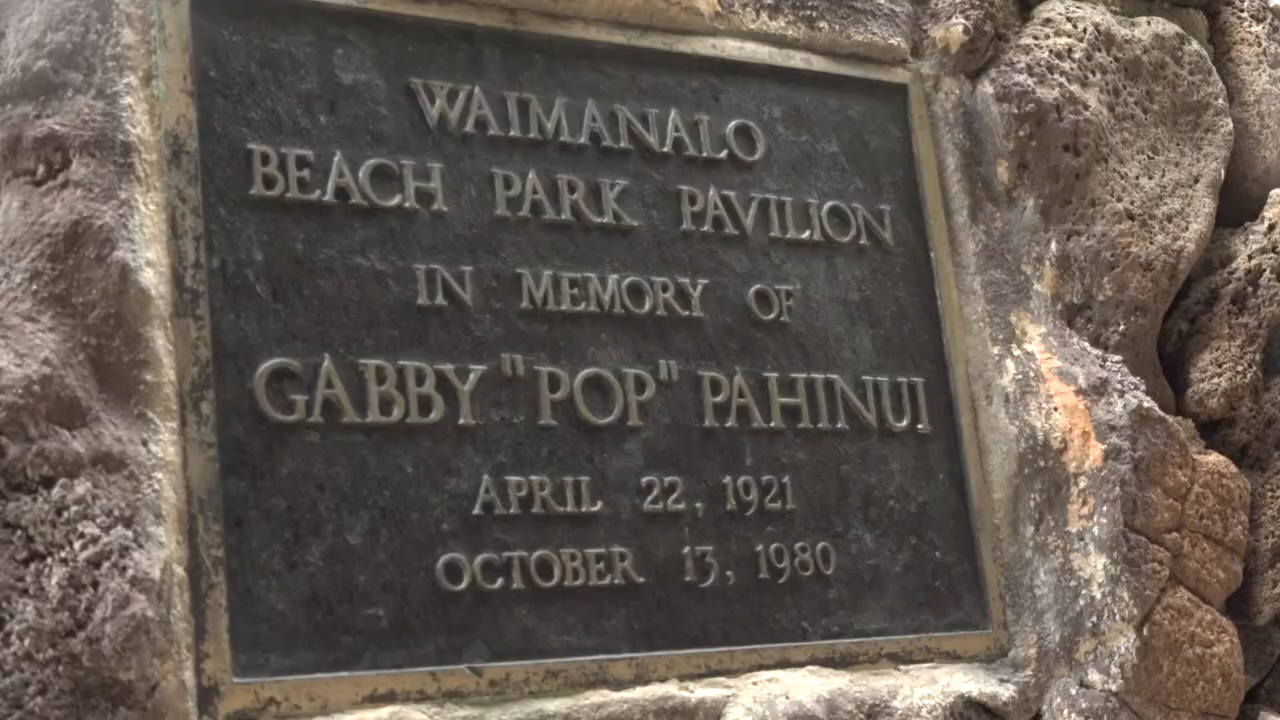 WAIMANALO
BEACH PARK PAVILION
IN MEMORY OF
GABBY "POP" PAHINUI
APRIL 22, 1921
OCTOBER 13, 1980